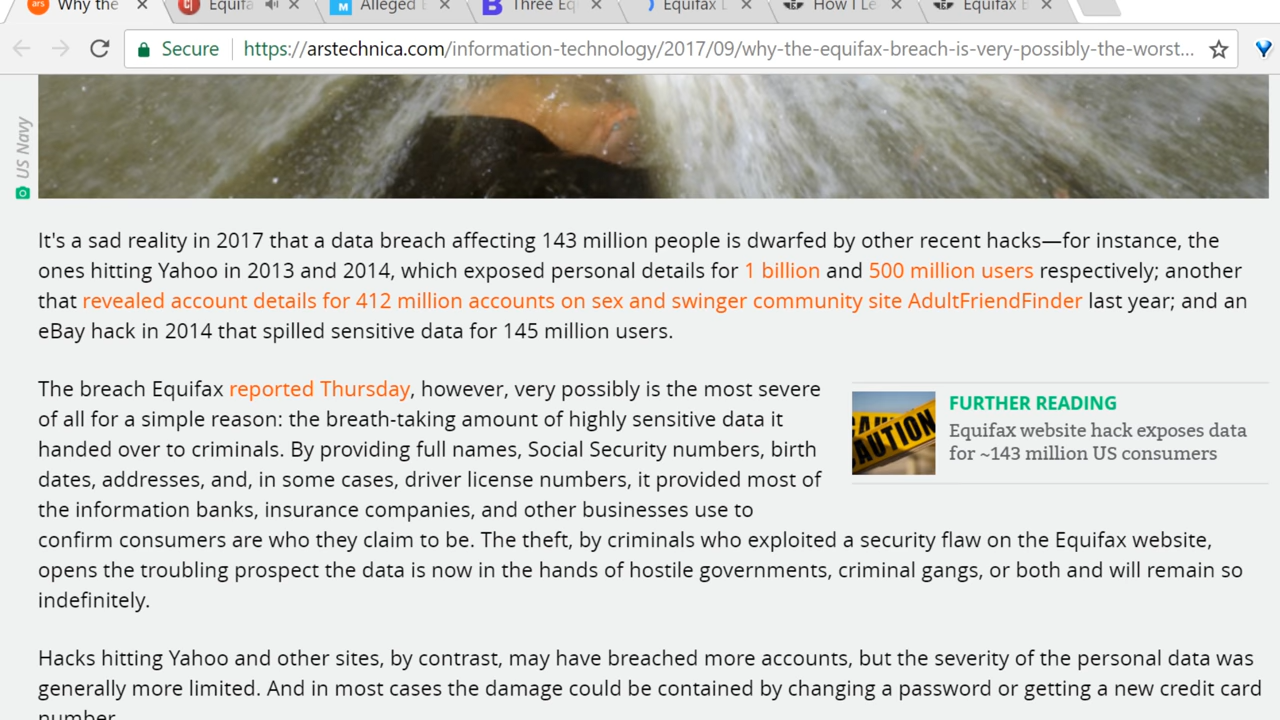 ars Why the
Equifa
M Alleged E
B Three Eq
Equifax L
How I Le
Equifax
Secure https://arstechnica.com/information-technology/2017/09/why-the-equifax-breach-is-very-possibly-the-worst...
US Navy
It's a sad reality in 2017 that a data breach affecting 143 million people is dwarfed by other recent hacks—for instance, the
ones hitting Yahoo in 2013 and 2014, which exposed personal details for 1 billion and 500 million users respectively; another
that revealed account details for 412 million accounts on sex and swinger community site AdultFriendFinder last year; and an
eBay hack in 2014 that spilled sensitive data for 145 million users.
The breach Equifax reported Thursday, however, very possibly is the most severe
of all for a simple reason: the breath-taking amount of highly sensitive data it
handed over to criminals. By providing full names, Social Security numbers, birth
dates, addresses, and, in some cases, driver license numbers, it provided most of
the information banks, insurance companies, and other businesses use to
confirm consumers are who they claim to be. The theft, by criminals who exploited a security flaw on the Equifax website,
opens the troubling prospect the data is now in the hands of hostile governments, criminal gangs, or both and will remain so
indefinitely.
CAUTION
FURTHER READING
Equifax website hack exposes data
for ~143 million US consumers
Hacks hitting Yahoo and other sites, by contrast, may have breached more accounts, but the severity of the personal data was
generally more limited. And in most cases the damage could be contained by changing a password or getting a new credit card
number.